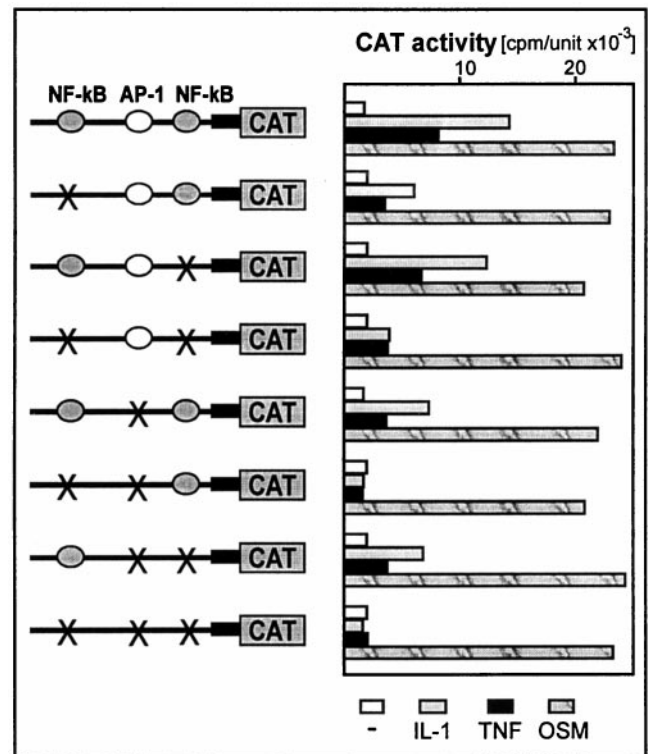 CAT activity [cpm/unit x10⁻³]
10 20
NF-kB AP-1 NF-kB
CAT
X CAT
X CAT
X X CAT
X CAT
X X CAT
X X CAT
X X X CAT
- IL-1 TNF OSM